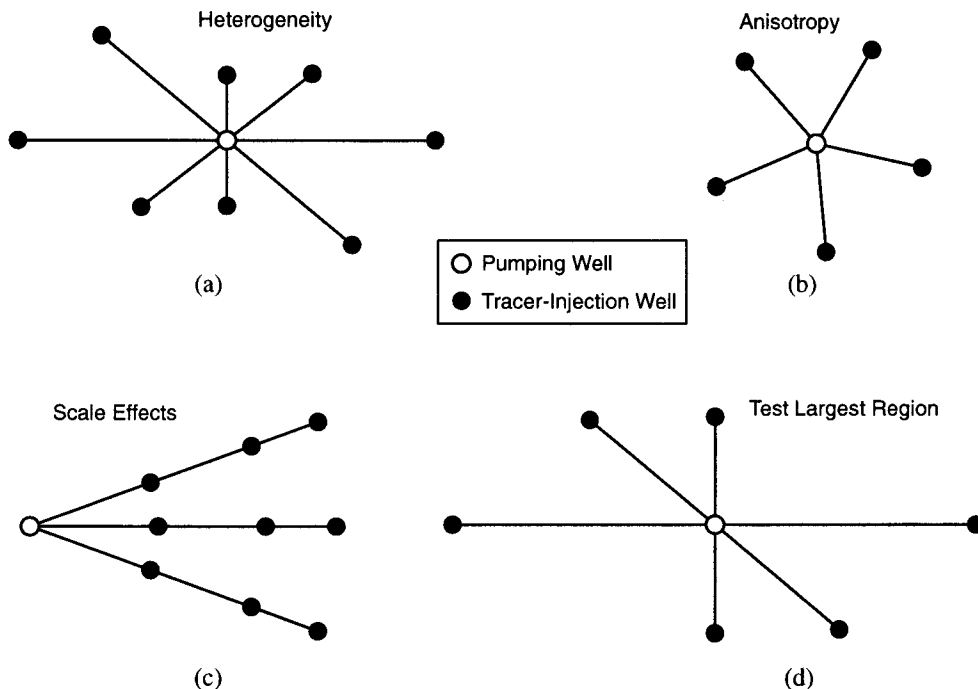 Heterogeneity
Anisotropy
(a)
(b)
Pumping Well
Tracer-Injection Well
Scale Effects
Test Largest Region
(c)
(d)